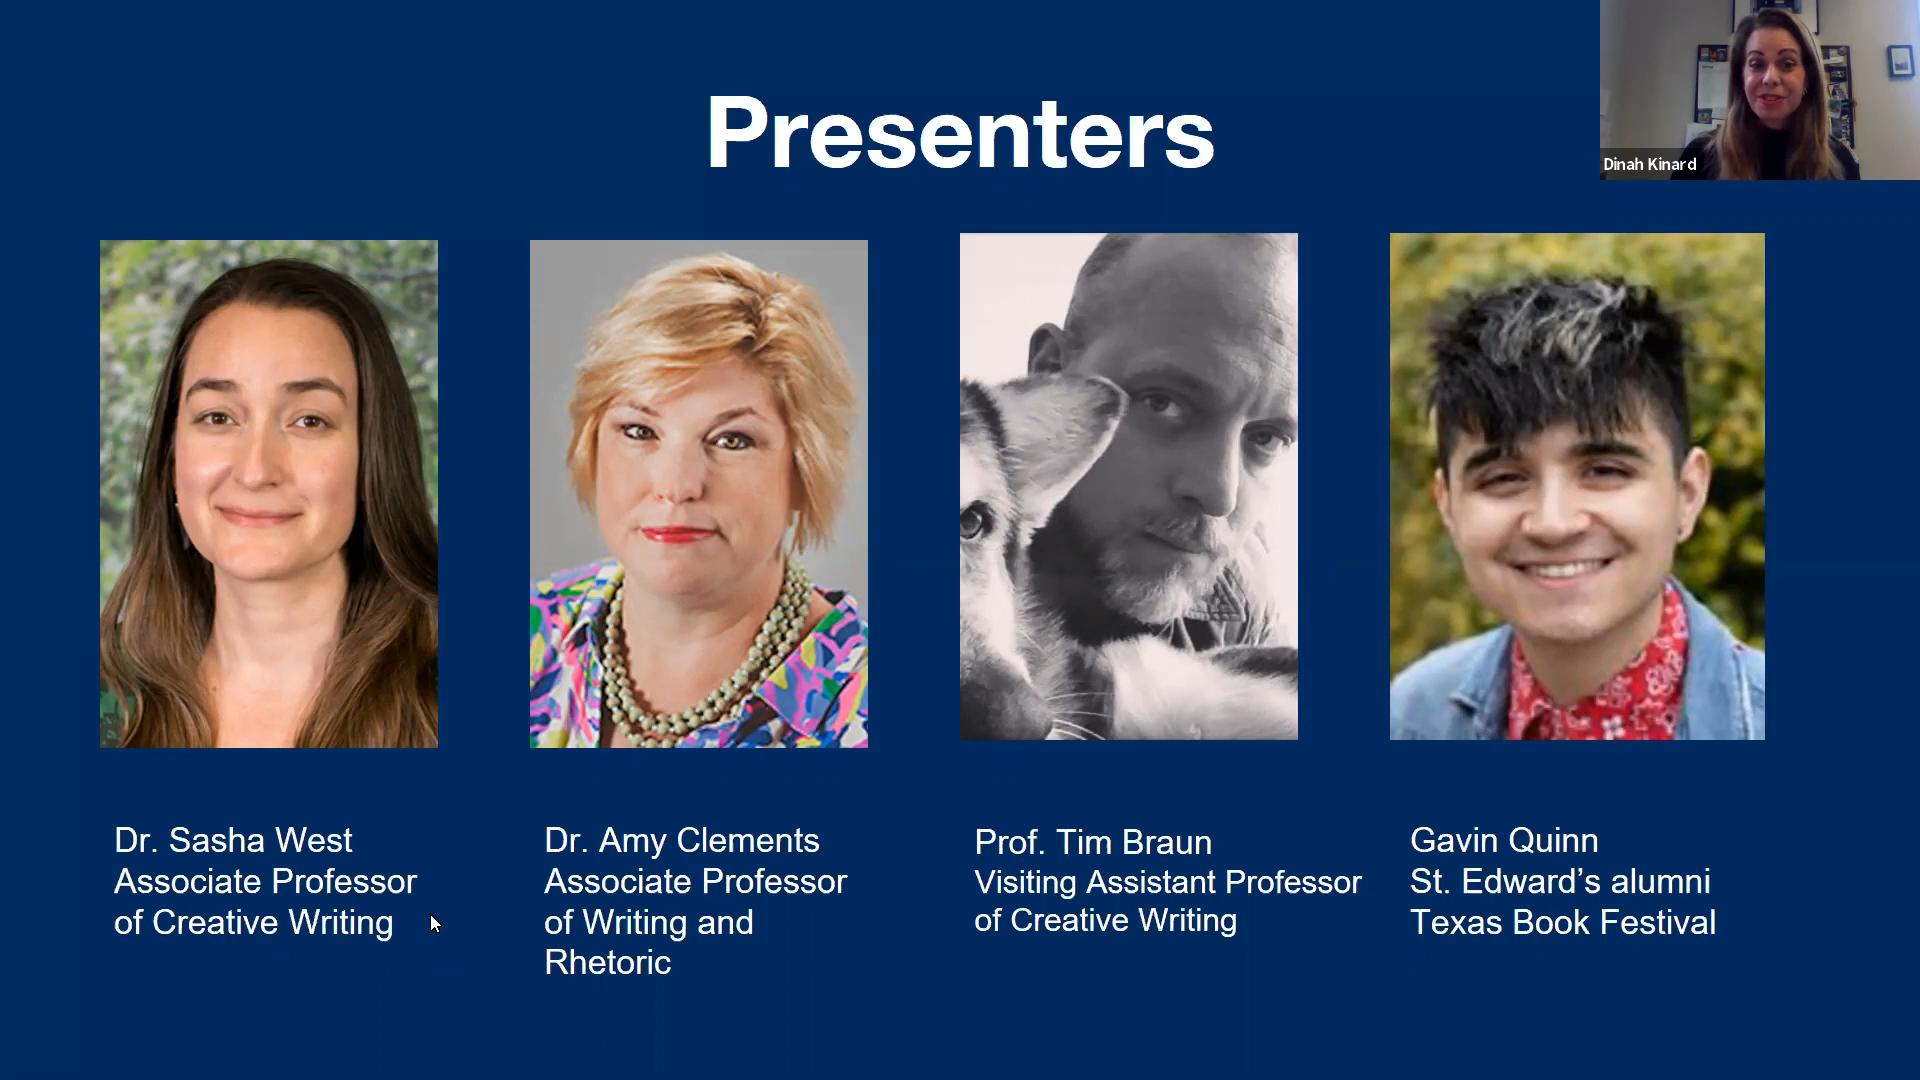 Presenters
Dinah Kinard
Dr. Sasha West
Associate Professor
of Creative Writing
Dr. Amy Clements
Associate Professor
of Writing and
Rhetoric
Prof. Tim Braun
Visiting Assistant Professor
of Creative Writing
Gavin Quinn
St. Edward’s alumni
Texas Book Festival